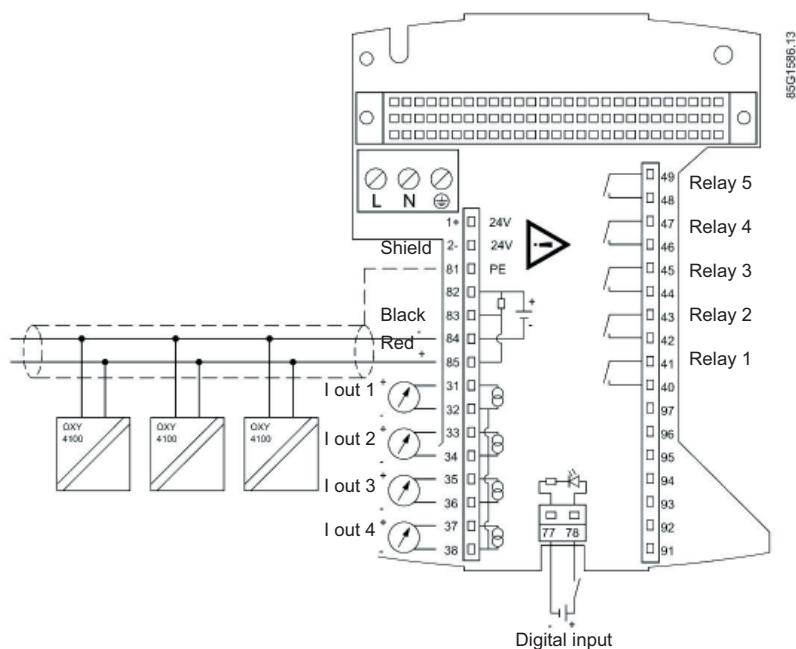 85G1586.13
L N
1+ 24V
2- 24V
Shield
81 PE
82
83
84
85
Black
Red
-
+
+
-
I out 1
I out 2
I out 3
I out 4
31
32
33
34
35
36
37
38
+
-
+
-
+
-
+
-
OXY
4100
OXY
4100
OXY
4100
49
48
47
46
45
44
43
42
41
40
97
96
95
94
93
92
91
Relay 5
Relay 4
Relay 3
Relay 2
Relay 1
77 78
- +
Digital input